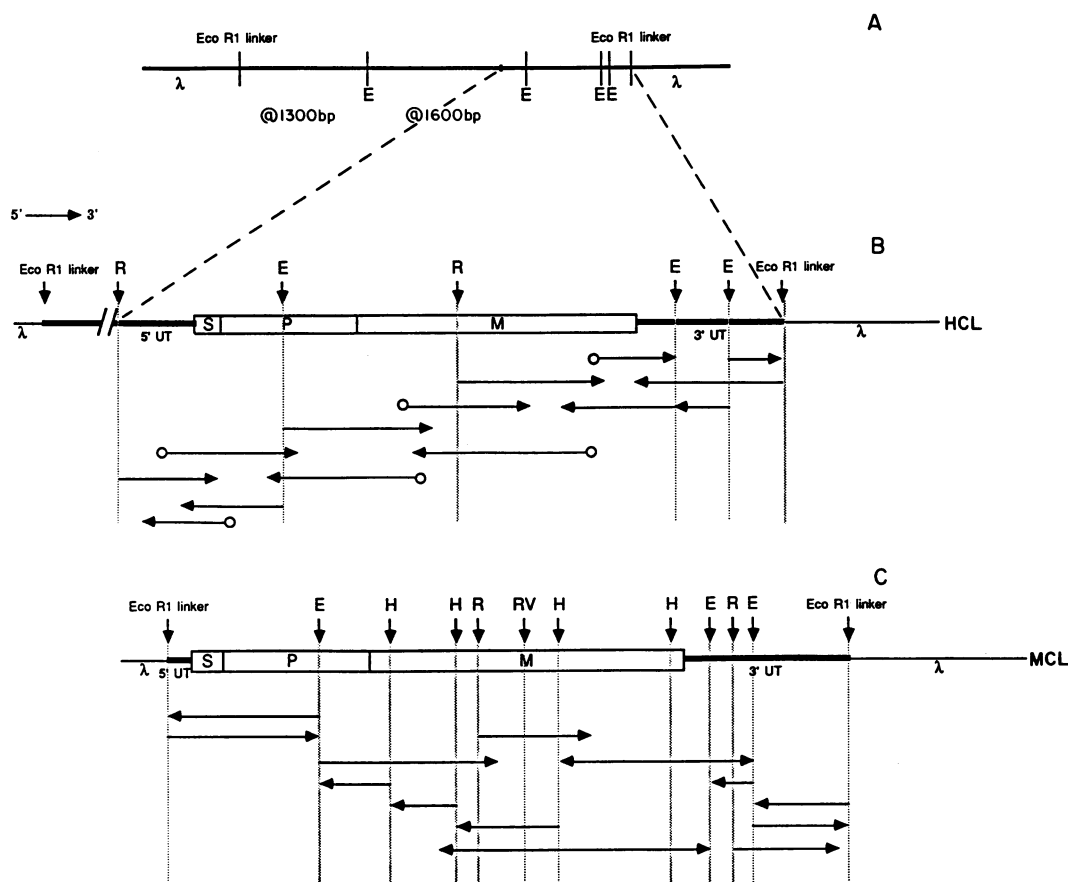 A
Eco R1 linker Eco R1 linker
λ E E EE λ
@1300bp @1600bp
5' 3'
B
Eco R1 linker R E R E E Eco R1 linker
λ 5' UT S P M 3' UT λ HCL
C
Eco R1 linker E H H R RV H H E R E Eco R1 linker
λ 5' UT S P M 3' UT λ MCL